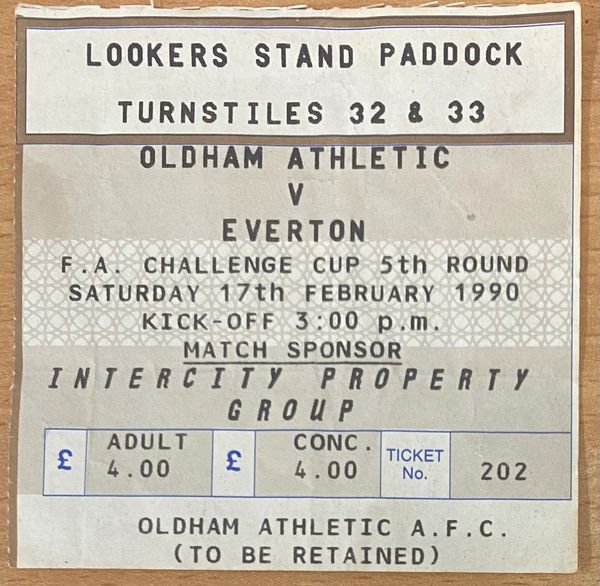 LOOKERS STAND PADDOCK
TURNSTILES 32 & 33
OLDHAM ATHLETIC
V
EVERTON
F.A. CHALLENGE CUP 5th ROUND
SATURDAY 17th FEBRUARY 1990
KICK-OFF 3:00 p.m.
MATCH SPONSOR
INTERCITY PROPERTY
GROUP
£ ADULT 4.00 £ CONC. 4.00 TICKET No. 202
OLDHAM ATHLETIC A.F.C.
(TO BE RETAINED)